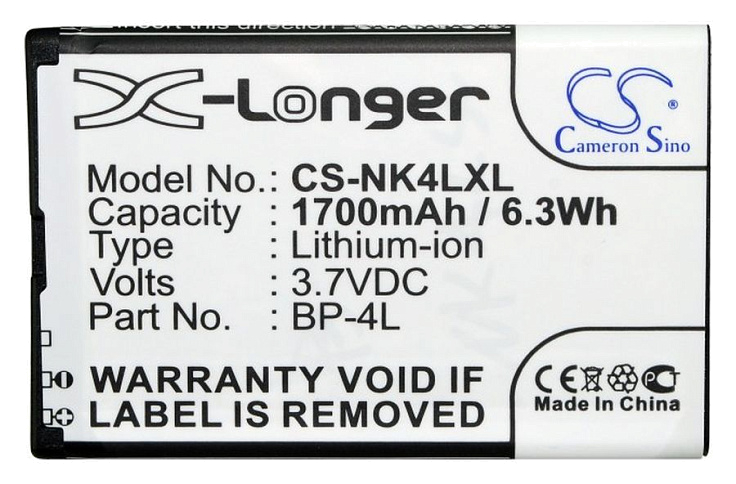 X-Longer
CS®
Cameron Sino
Model No.: CS-NK4LXL
Capacity : 1700mAh / 6.3Wh
Type : Lithium-ion
Volts : 3.7VDC
Part No. : BP-4L
WARRANTY VOID IF
LABEL IS REMOVED
CE PCT
Made In China